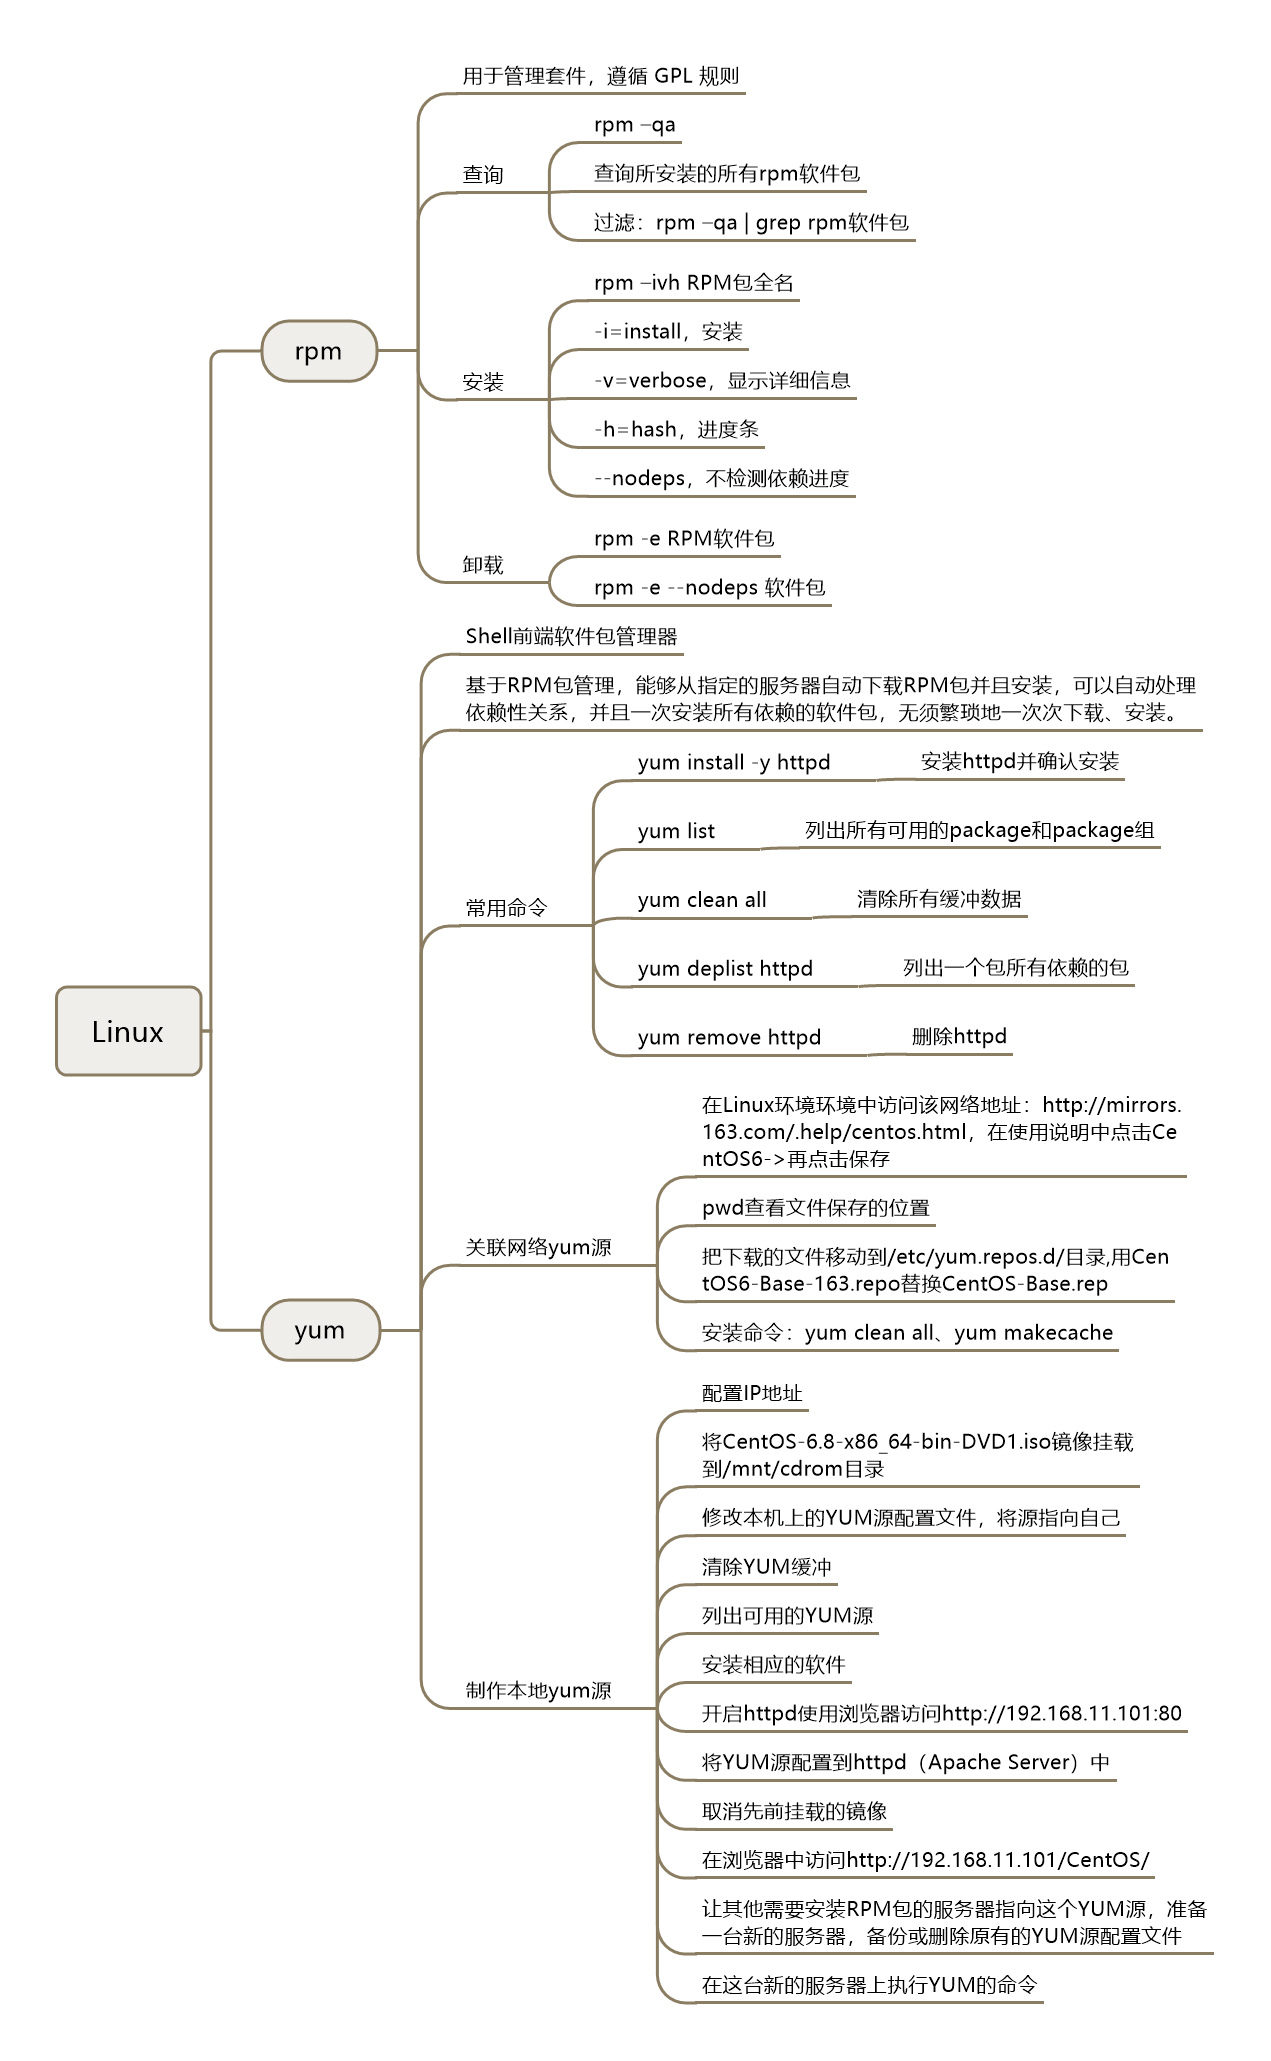 Linux
rpm
用于管理套件，遵循 GPL 规则
查询
rpm –qa
查询所安装的所有rpm软件包
过滤：rpm –qa | grep rpm软件包
安装
rpm –ivh RPM包全名
-i=install，安装
-v=verbose，显示详细信息
-h=hash，进度条
--nodeps，不检测依赖进度
卸载
rpm -e RPM软件包
rpm -e --nodeps 软件包
yum
Shell前端软件包管理器
基于RPM包管理，能够从指定的服务器自动下载RPM包并且安装，可以自动处理
依赖性关系，并且一次安装所有依赖的软件包，无须繁琐地一次次下载、安装。
常用命令
yum install -y httpd
安装httpd并确认安装
yum list
列出所有可用的package和package组
yum clean all
清除所有缓冲数据
yum deplist httpd
列出一个包所有依赖的包
yum remove httpd
删除httpd
关联网络yum源
在Linux环境环境中访问该网络地址：http://mirrors.
163.com/.help/centos.html，在使用说明中点击Ce
ntOS6->再点击保存
pwd查看文件保存的位置
把下载的文件移动到/etc/yum.repos.d/目录,用Cen
tOS6-Base-163.repo替换CentOS-Base.rep
安装命令：yum clean all、yum makecache
制作本地yum源
配置IP地址
将CentOS-6.8-x86_64-bin-DVD1.iso镜像挂载
到/mnt/cdrom目录
修改本机上的YUM源配置文件，将源指向自己
清除YUM缓冲
列出可用的YUM源
安装相应的软件
开启httpd使用浏览器访问http://192.168.11.101:80
将YUM源配置到httpd（Apache Server）中
取消先前挂载的镜像
在浏览器中访问http://192.168.11.101/CentOS/
让其他需要安装RPM包的服务器指向这个YUM源，准备
一台新的服务器，备份或删除原有的YUM源配置文件
在这台新的服务器上执行YUM的命令